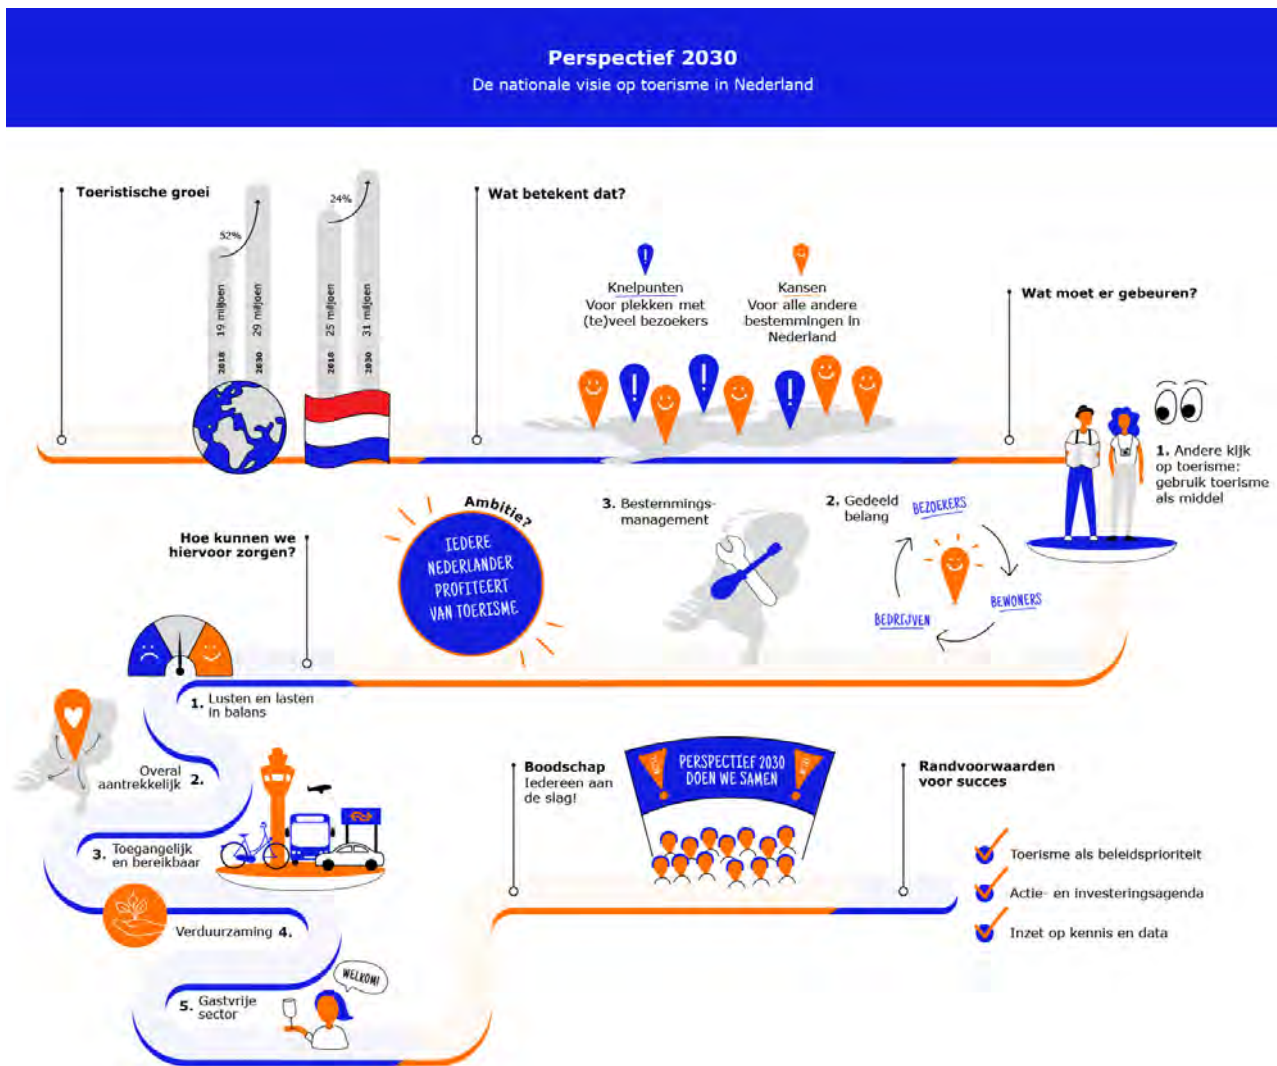 Perspectief 2030
De nationale visie op toerisme in Nederland
Toeristische groei
52%
24%
2018 19 miljoen
2030 29 miljoen
2018 25 miljoen
2030 31 miljoen
Wat betekent dat?
Knelpunten
Voor plekken met
(te)veel bezoekers
Kansen
Voor alle andere
bestemmingen in
Nederland
Wat moet er gebeuren?
1. Andere kijk
op toerisme:
gebruik toerisme
als middel
2. Gedeeld
belang
BEZOEKERS
BEWONERS
BEDRIJVEN
3. Bestemmings-
management
Ambitie?
IEDERE
NEDERLANDER
PROFITEERT
VAN TOERISME
Hoe kunnen we
hiervoor zorgen?
1. Lusten en lasten
in balans
Overal
aantrekkelijk 2.
3. Toegangelijk
en bereikbaar
Verduurzaming 4.
5. Gastvrije
sector
WELKOM!
Boodschap
Iedereen aan
de slag!
PERSPECTIEF 2030
DOEN WE SAMEN
Randvoorwaarden
voor succes
Toerisme als beleidsprioriteit
Actie- en investeringsagenda
Inzet op kennis en data